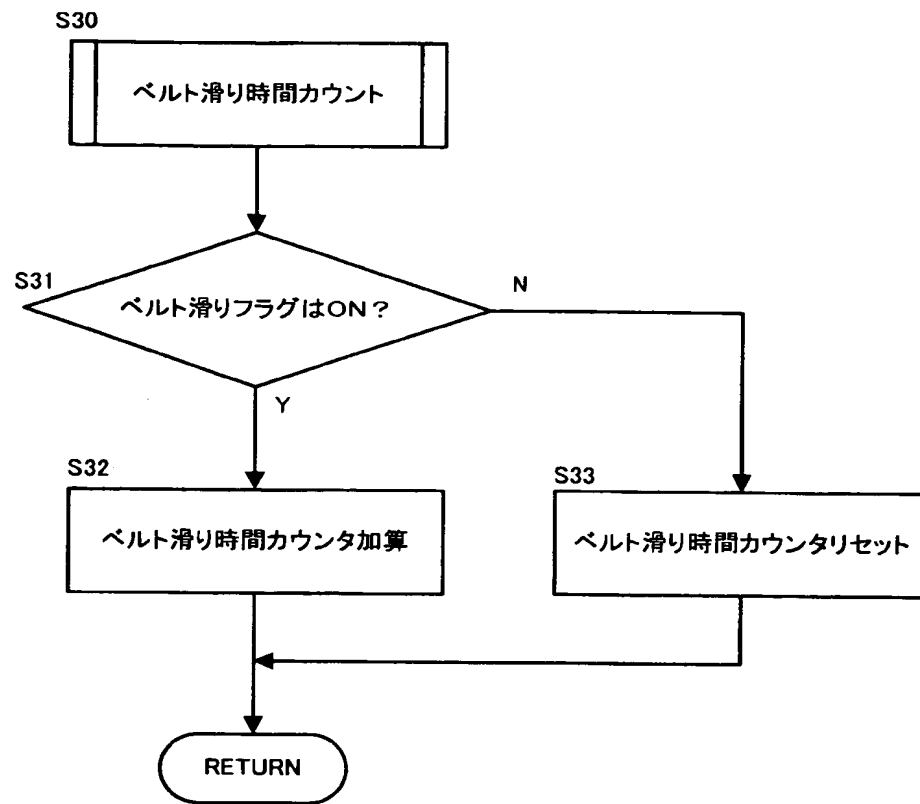 S30
ベルト滑り時間カウント
S31
ベルト滑りフラグはON？
N
Y
S32
ベルト滑り時間カウンタ加算
S33
ベルト滑り時間カウンタリセット
RETURN